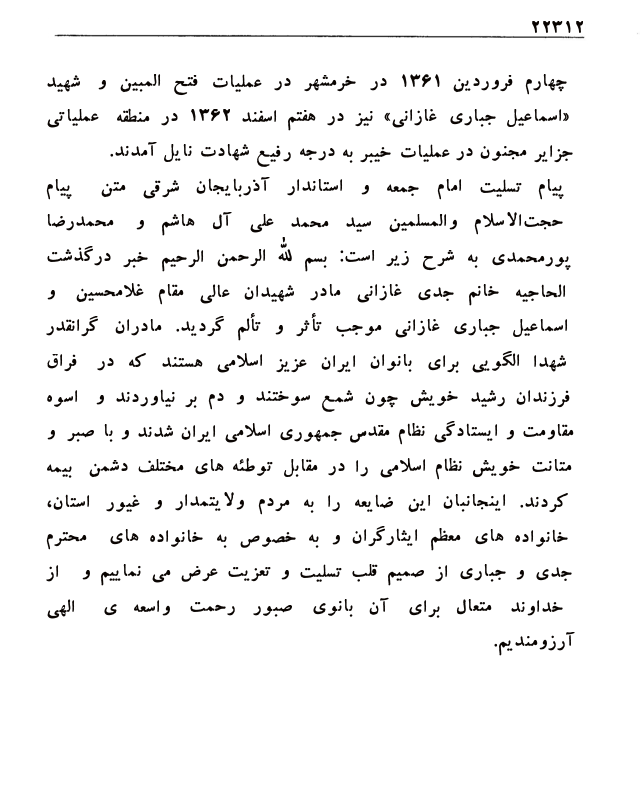 ۲۲۳۱۲
چهارم فروردین ۱۳۶۱ در خرمشهر در عملیات فتح المبین و شهید
«اسماعیل جباری غازانی» نیز در هفتم اسفند ۱۳۶۲ در منطقه عملیاتی
جزایر مجنون در عملیات خیبر به درجه رفیع شهادت نایل آمدند.
پیام تسلیت امام جمعه و استاندار آذربایجان شرقی متن پیام
حجت‌الاسلام والمسلمین سید محمد علی آل هاشم و محمدرضا
پورمحمدی به شرح زیر است: بسم الله الرحمن الرحیم خبر درگذشت
الحاجیه خانم جدی غازانی مادر شهیدان عالی مقام غلامحسین و
اسماعیل جباری غازانی موجب تأثر و تألم گردید. مادران گرانقدر
شهدا الگویی برای بانوان ایران عزیز اسلامی هستند که در فراق
فرزندان رشید خویش چون شمع سوختند و دم بر نیاوردند و اسوه
مقاومت و ایستادگی نظام مقدس جمهوری اسلامی ایران شدند و با صبر و
متانت خویش نظام اسلامی را در مقابل توطئه های مختلف دشمن بیمه
کردند. اینجانبان این ضایعه را به مردم ولایتمدار و غیور استان،
خانواده های معظم ایثارگران و به خصوص به خانواده های محترم
جدی و جباری از صمیم قلب تسلیت و تعزیت عرض می نماییم و از
خداوند متعال برای آن بانوی صبور رحمت واسعه ی الهی
آرزومندیم.